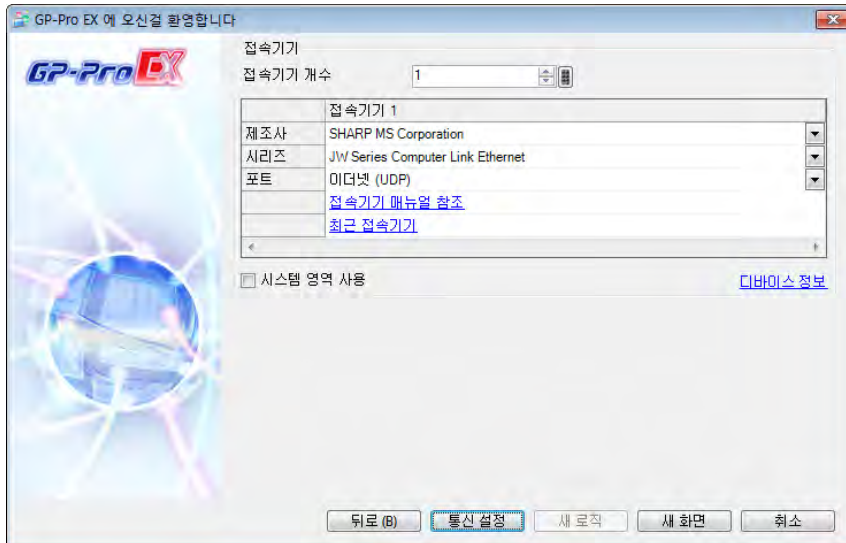 GP-Pro EX 에 오신걸 환영합니다
GP-Pro EX
접속기기
접속기기 개수 1
접속기기 1
제조사 SHARP MS Corporation
시리즈 JW Series Computer Link Ethernet
포트 이더넷 (UDP)
접속기기 매뉴얼 참조
최근 접속기기
시스템 영역 사용 디바이스 정보
뒤로 (B) 통신 설정 새 로직 새 화면 취소